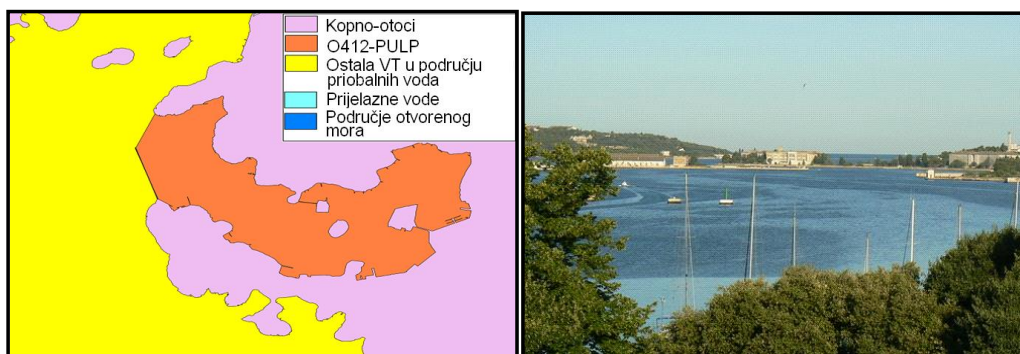 Kopno-otoci
O412-PULP
Ostala VT u području
priobalnih voda
Prijelazne vode
Područje otvorenog
mora